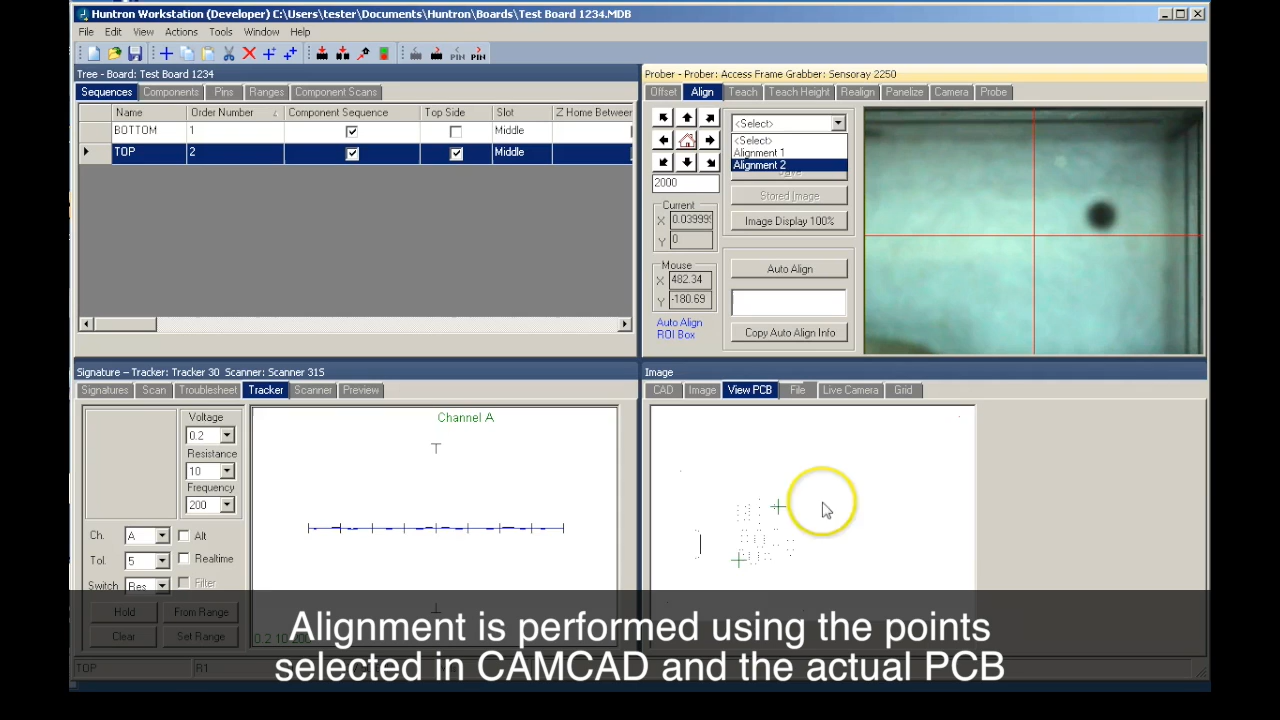 Huntron Workstation (Developer) C:\Users\tester\Documents\Huntron\Boards\Test Board 1234.MDB
File Edit View Actions Tools Window Help
PIN PIN
Tree - Board: Test Board 1234
Sequences Components Pins Ranges Component Scans
Name Order Number Component Sequence Top Side Slot Z Home Between
BOTTOM 1 Middle
TOP 2 Middle
Prober - Prober: Access Frame Grabber: Sensoray 2250
Offset Align Teach Teach Height Realign Panelize Camera Probe
<Select>
<Select>
Alignment 1
Alignment 2
Save
2000
Stored Image
Current
X 0.03999
Image Display 100%
Y 0
Mouse
Auto Align
X 482.34
Y -180.69
Auto Align
ROI Box
Copy Auto Align Info
Signature – Tracker: Tracker 30 Scanner: Scanner 315
Signatures Scan Troubleshoot Tracker Scanner Preview
Voltage
0.2
Resistance
10
Frequency
200
Ch. A Alt
Tol. 5 Realtime
Switch Res Filter
Hold From Range
Clear Set Range
Channel A
TOP R1
Image
CAD Image View PCB File Live Camera Grid
Alignment is performed using the points
selected in CAMCAD and the actual PCB